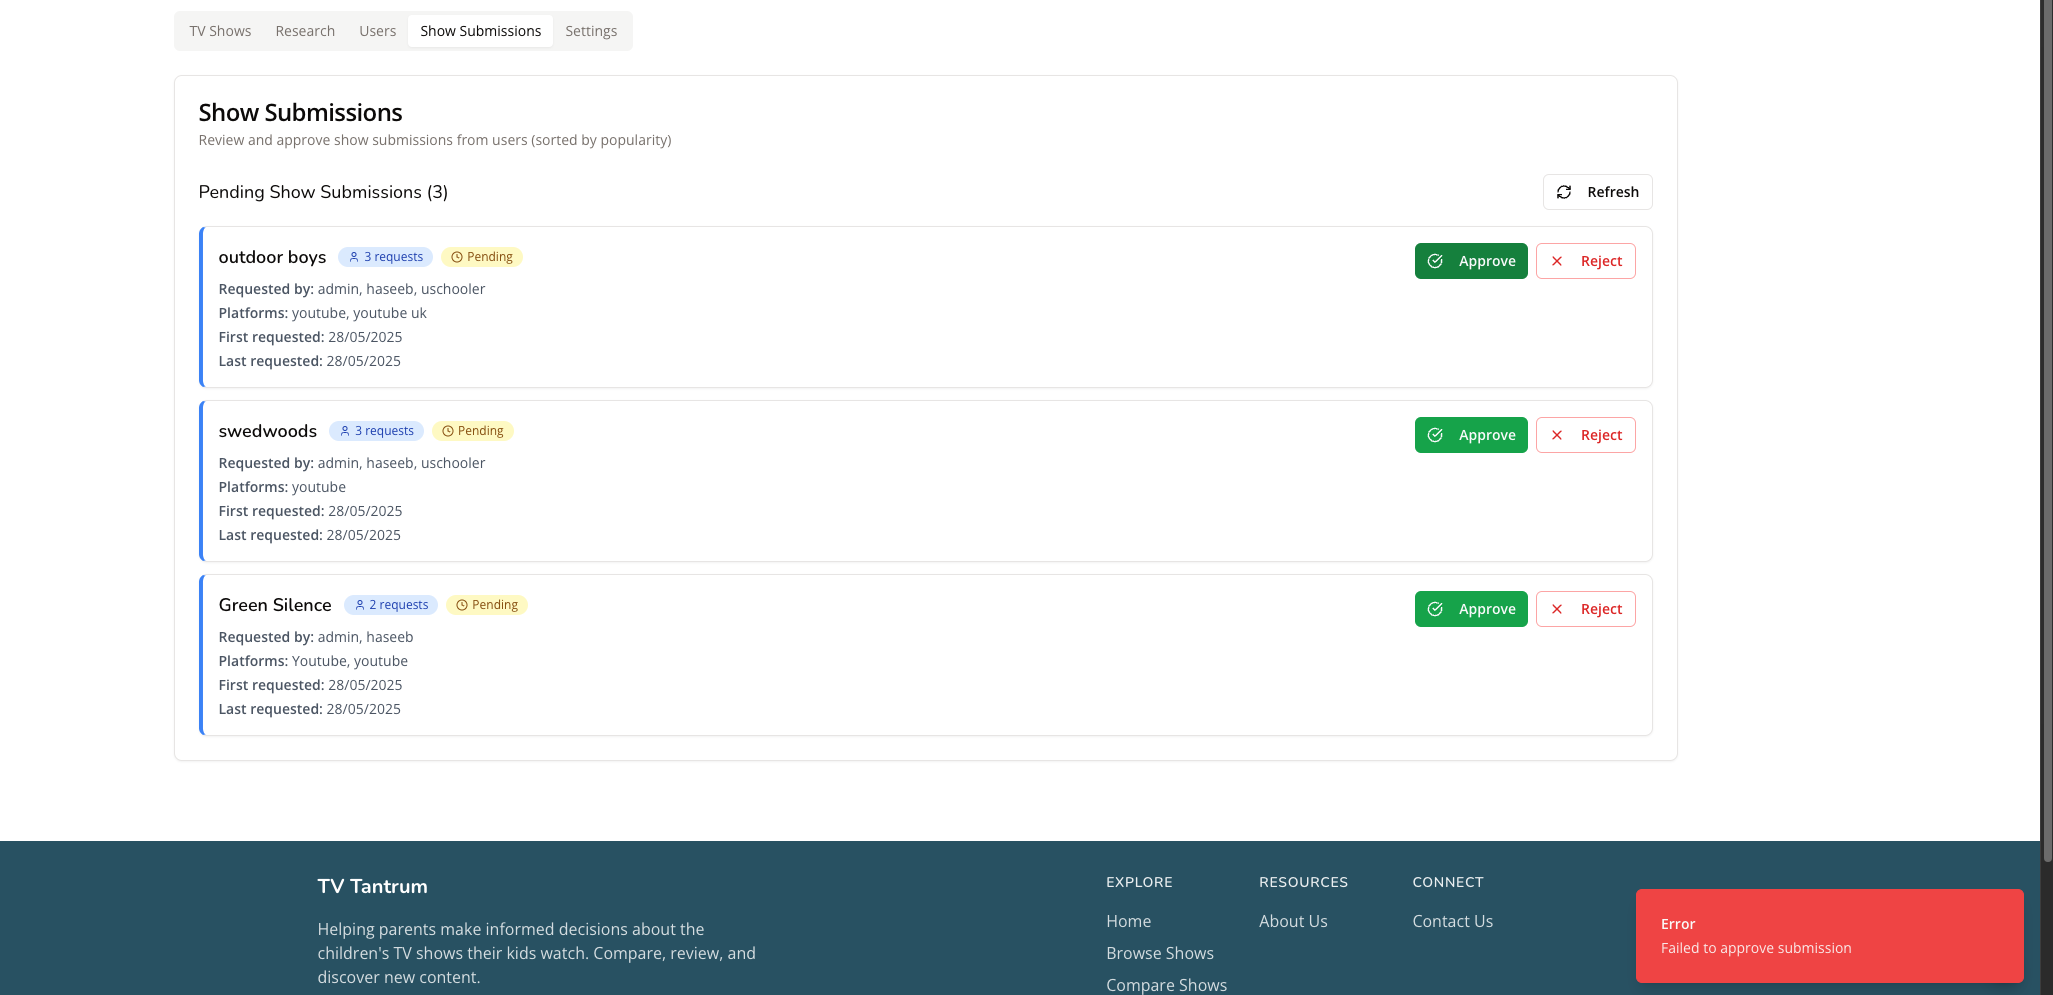 TV Shows Research Users Show Submissions Settings
Show Submissions
Review and approve show submissions from users (sorted by popularity)
Pending Show Submissions (3) Refresh
outdoor boys 3 requests Pending Approve Reject
Requested by: admin, haseeb, uschooler
Platforms: youtube, youtube uk
First requested: 28/05/2025
Last requested: 28/05/2025
swedwoods 3 requests Pending Approve Reject
Requested by: admin, haseeb, uschooler
Platforms: youtube
First requested: 28/05/2025
Last requested: 28/05/2025
Green Silence 2 requests Pending Approve Reject
Requested by: admin, haseeb
Platforms: Youtube, youtube
First requested: 28/05/2025
Last requested: 28/05/2025
TV Tantrum
Helping parents make informed decisions about the
children's TV shows their kids watch. Compare, review, and
discover new content.
EXPLORE
Home
Browse Shows
Compare Shows
RESOURCES
About Us
CONNECT
Contact Us
Error
Failed to approve submission